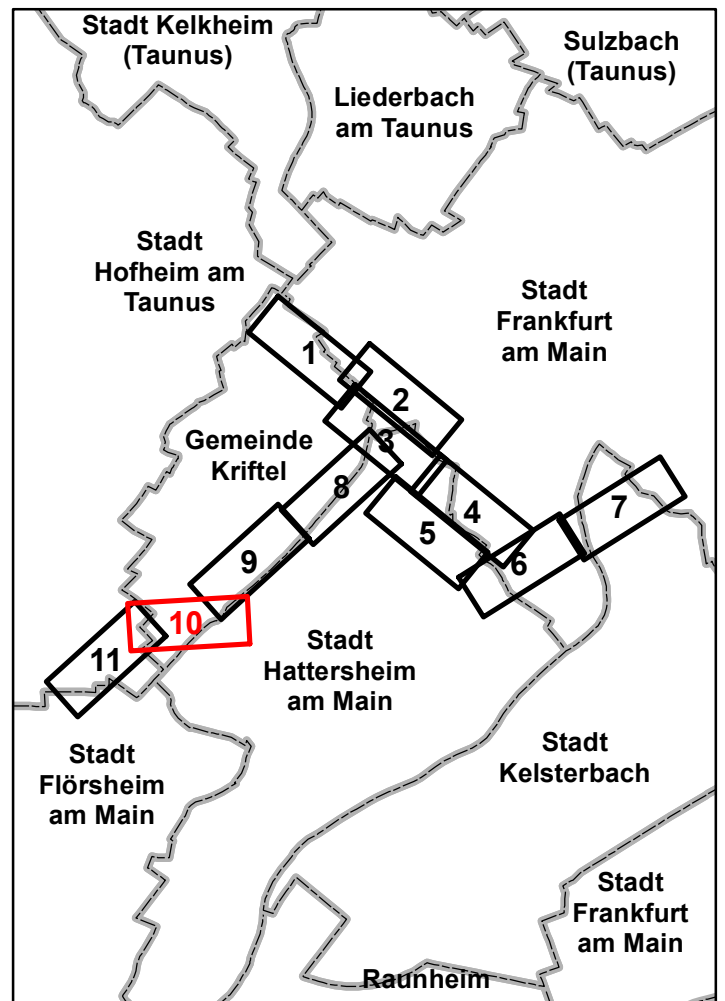 Stadt Kelkheim
(Taunus)
Sulzbach
(Taunus)
Liederbach
am Taunus
Stadt
Hofheim am
Taunus
Stadt
Frankfurt
am Main
1
2
3
Gemeinde
Kriftel
8
4
7
5
6
9
10
11
Stadt
Hattersheim
am Main
Stadt
Flörsheim
am Main
Stadt
Kelsterbach
Stadt
Frankfurt
am Main
Raunheim